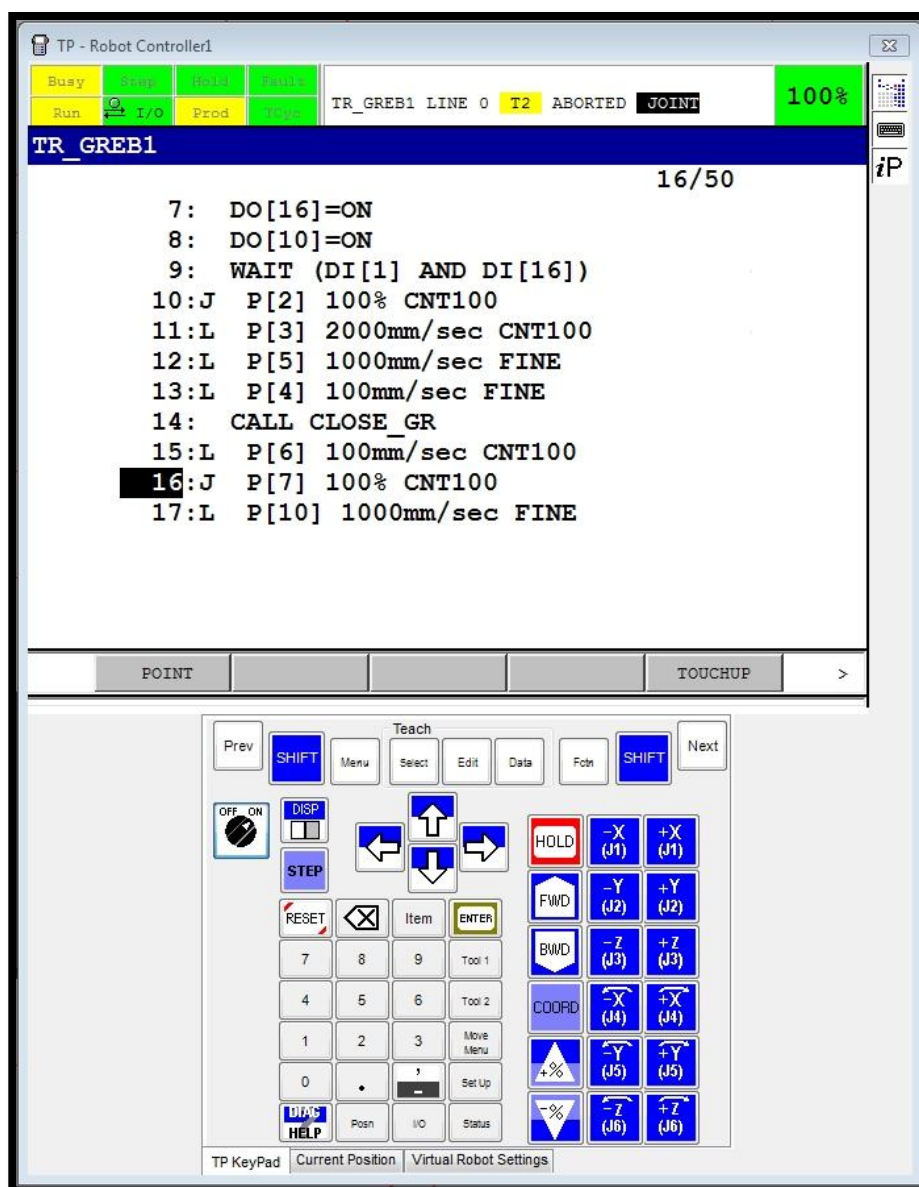 TP - Robot Controller1
Busy Step Hold Fault
Run I/O Prod TCyc
TR_GREB1 LINE 0 T2 ABORTED JOINT
100%
TR_GREB1
iP
16/50
7: DO[16]=ON
8: DO[10]=ON
9: WAIT (DI[1] AND DI[16])
10:J P[2] 100% CNT100
11:L P[3] 2000mm/sec CNT100
12:L P[5] 1000mm/sec FINE
13:L P[4] 100mm/sec FINE
14: CALL CLOSE_GR
15:L P[6] 100mm/sec CNT100
16:J P[7] 100% CNT100
17:L P[10] 1000mm/sec FINE
POINT TOUCHUP >
Teach
Prev SHIFT Menu Select Edit Data Fctn SHIFT Next
OFF ON DISP
HOLD -X (J1) +X (J1)
STEP
FWD -Y (J2) +Y (J2)
RESET Item ENTER
BWD -Z (J3) +Z (J3)
7 8 9 Tool 1
COORD -X (J4) +X (J4)
4 5 6 Tool 2
1 2 3 Move Menu
+% -Y (J5) +Y (J5)
0 . , - Set Up
-% -Z (J6) +Z (J6)
DIAG HELP Posn I/O Status
TP KeyPad Current Position Virtual Robot Settings